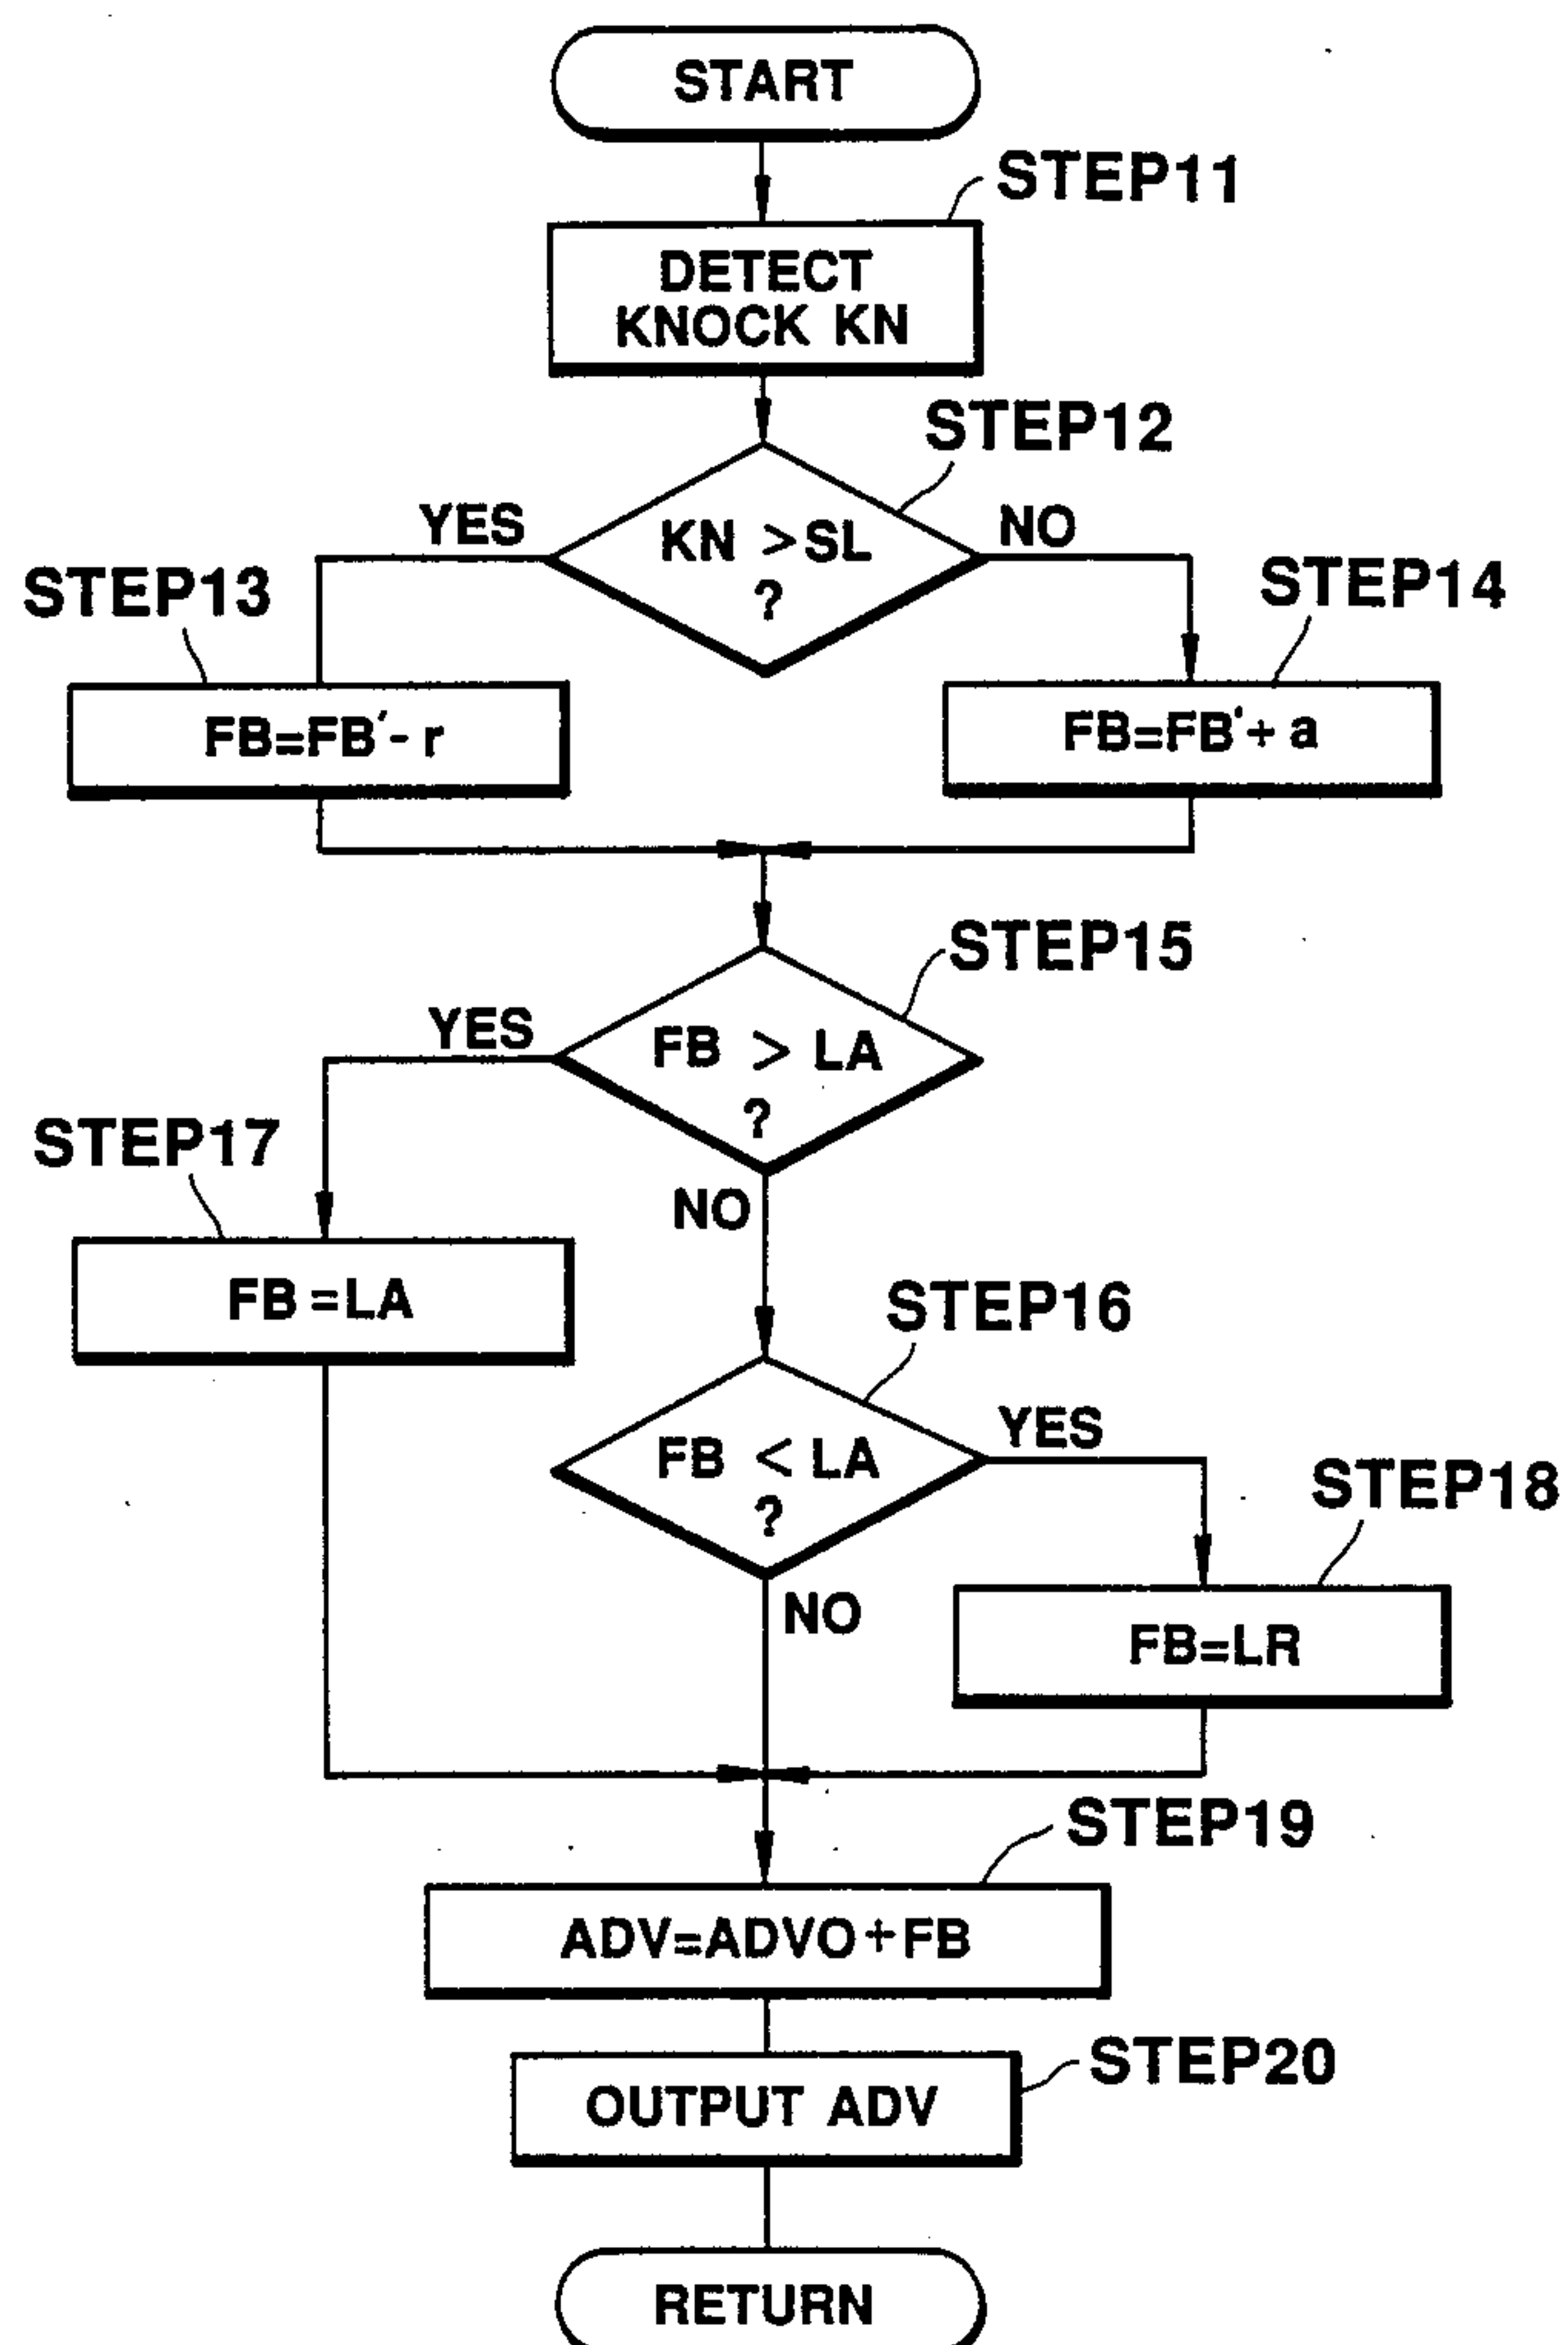 START
STEP11
DETECT
KNOCK KN
STEP12
YES
KN >SL
?
NO
STEP13
STEP14
FB=FB′- r
FB=FB'+ a
STEP15
YES
FB > LA
?
STEP17
NO
FB=LA
STEP16
FB < LA
?
YES
STEP18
NO
FB=LR
STEP19
ADV=ADVO+FB
STEP20
OUTPUT ADV
RETURN